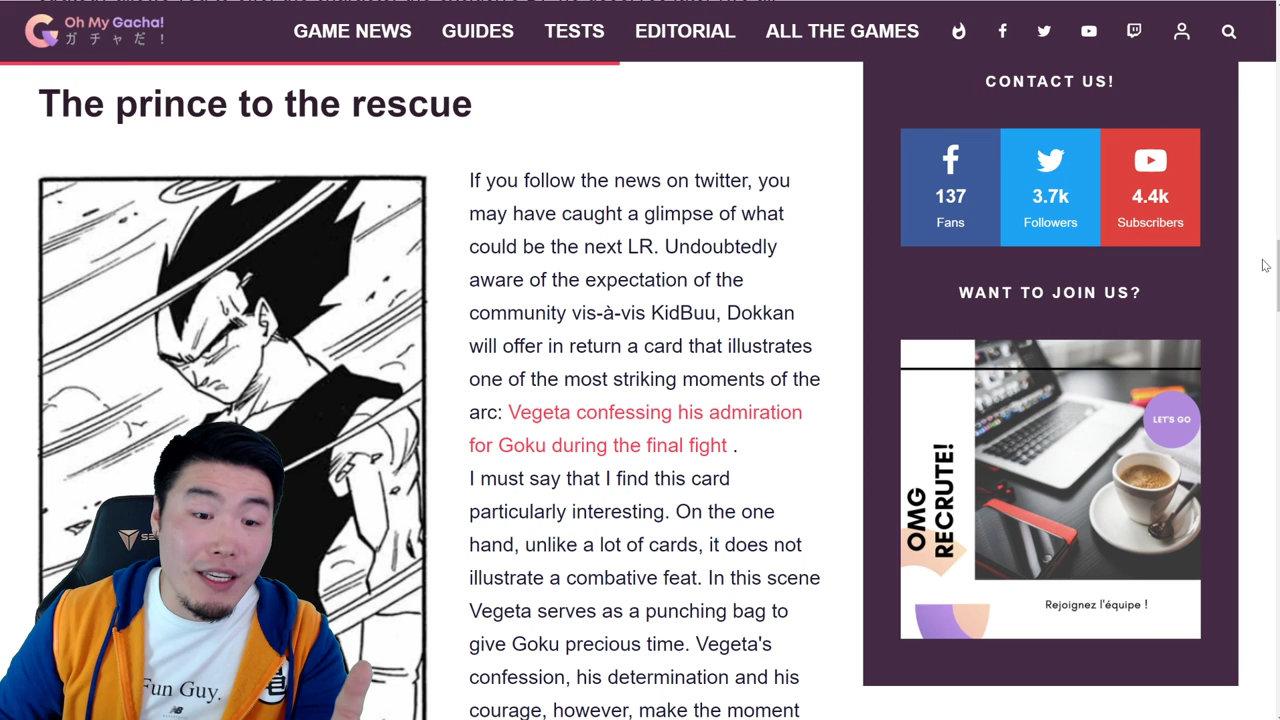 Oh My Gacha!
ガチャだ!
GAME NEWS
GUIDES
TESTS
EDITORIAL
ALL THE GAMES
The prince to the rescue
If you follow the news on twitter, you
may have caught a glimpse of what
could be the next LR. Undoubtedly
aware of the expectation of the
community vis-à-vis KidBuu, Dokkan
will offer in return a card that illustrates
one of the most striking moments of the
arc: Vegeta confessing his admiration
for Goku during the final fight .
I must say that I find this card
particularly interesting. On the one
hand, unlike a lot of cards, it does not
illustrate a combative feat. In this scene
Vegeta serves as a punching bag to
give Goku precious time. Vegeta's
confession, his determination and his
courage, however, make the moment
CONTACT US!
137
Fans
3.7k
Followers
4.4k
Subscribers
WANT TO JOIN US?
LET'S GO
OMG
RECRUTE!
Rejoignez l'équipe !
Fun Guy.